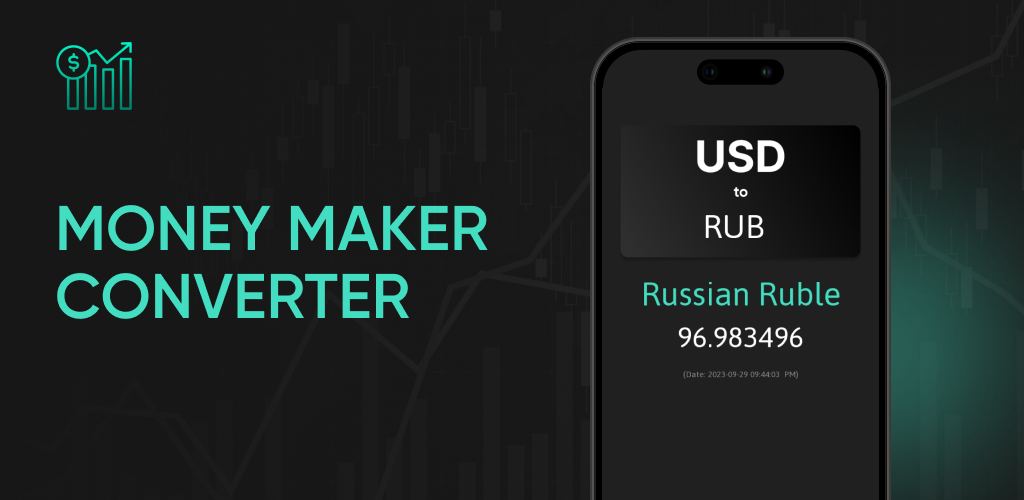 $
MONEY MAKER
CONVERTER
USD
to
RUB
Russian Ruble
96.983496
(Date: 2023-09-29 09:44:03 PM)